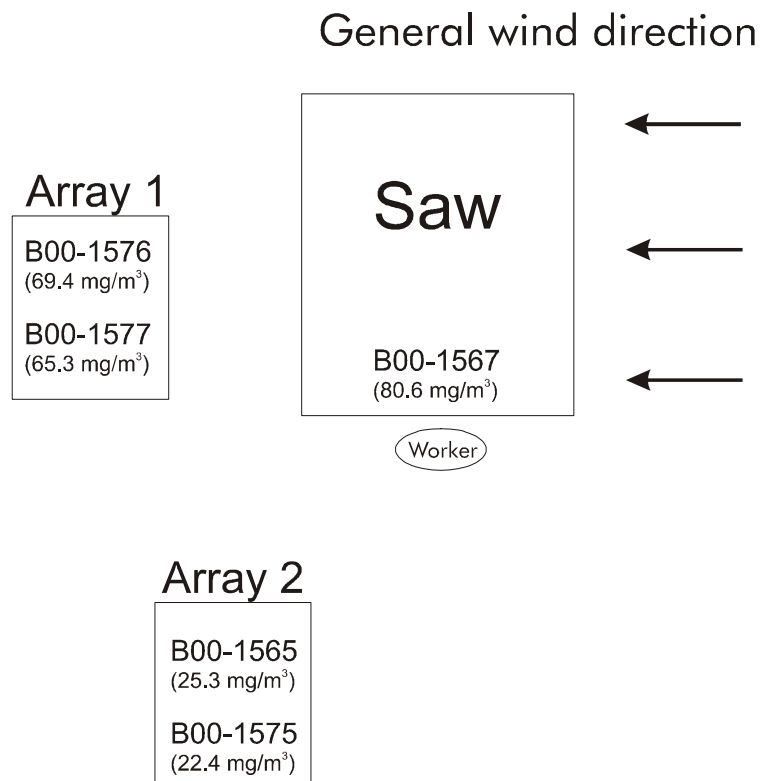 General wind direction
Array 1
B00-1576
(69.4 mg/m³)
B00-1577
(65.3 mg/m³)
Saw
B00-1567
(80.6 mg/m³)
Worker
Array 2
B00-1565
(25.3 mg/m³)
B00-1575
(22.4 mg/m³)